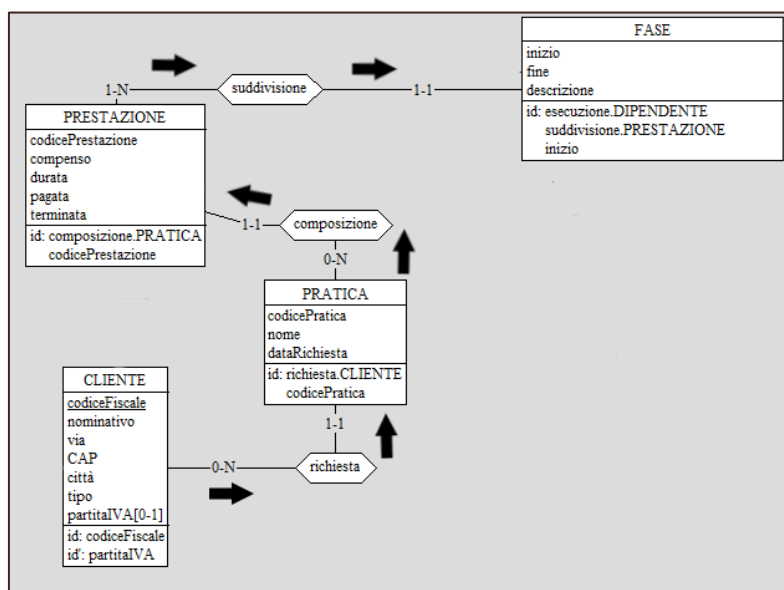 FASE
inizio
fine
descrizione
id: esecuzione.DIPENDENTE
suddivisione.PRESTAZIONE
inizio
1-N
suddivisione
1-1
PRESTAZIONE
codicePrestazione
compenso
durata
pagata
terminata
id: composizione.PRATICA
codicePrestazione
1-1
composizione
0-N
PRATICA
codicePratica
nome
dataRichiesta
id: richiesta.CLIENTE
codicePratica
1-1
CLIENTE
codiceFiscale
nominativo
via
CAP
città
tipo
partitaIVA[0-1]
id: codiceFiscale
id': partitaIVA
0-N
richiesta